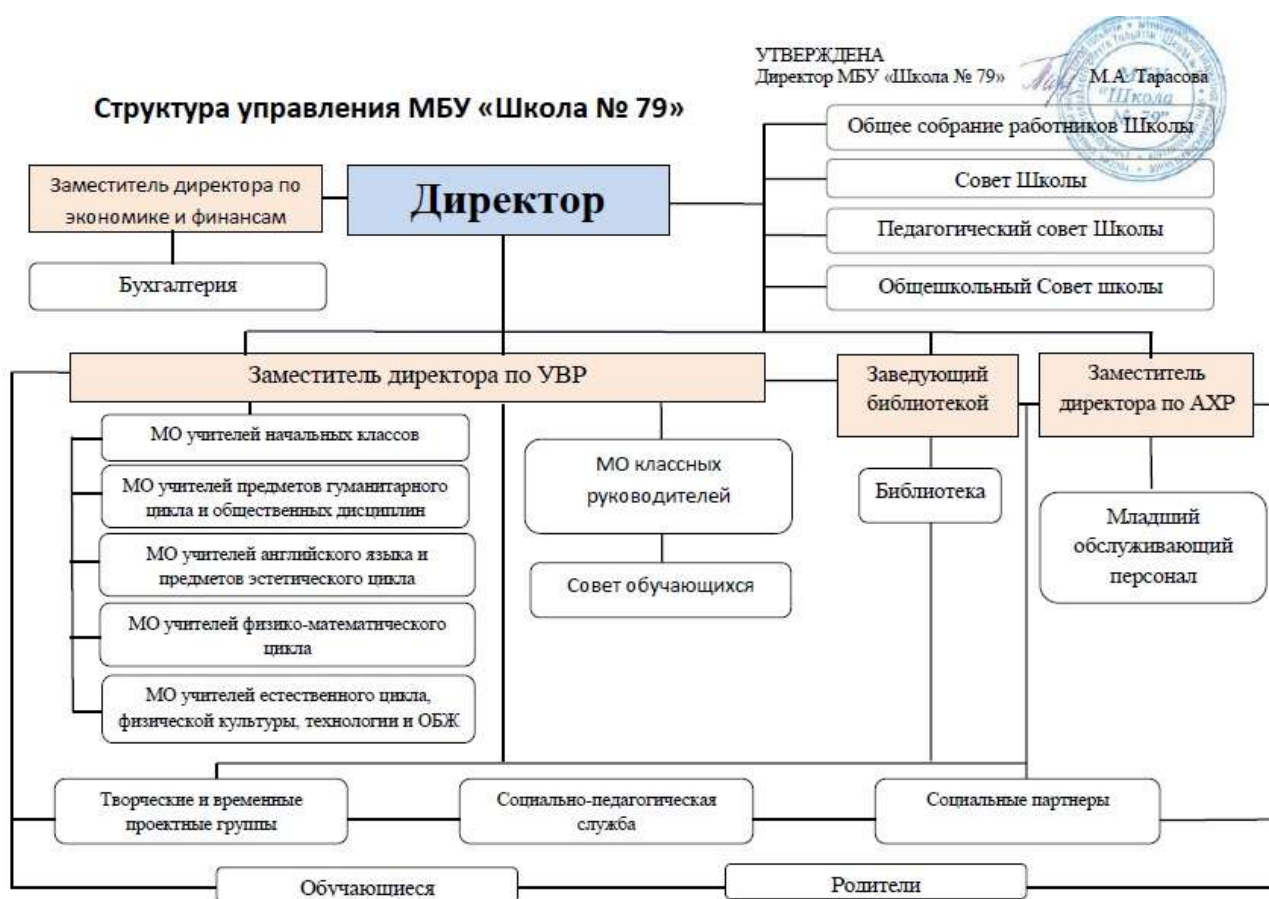 УТВЕРЖДЕНА
Директор МБУ «Школа № 79»
М.А. Тарасова
МБУ
"Школа
№ 79"
Структура управления МБУ «Школа № 79»
Общее собрание работников Школы
Совет Школы
Педагогический совет Школы
Общешкольный Совет школы
Заместитель директора по
экономике и финансам
Директор
Бухгалтерия
Заместитель директора по УВР
Заведующий
библиотекой
Заместитель
директора по АХР
МО учителей начальных классов
МО учителей предметов гуманитарного
цикла и общественных дисциплин
МО учителей английского языка и
предметов эстетического цикла
МО учителей физико-математического
цикла
МО учителей естественного цикла,
физической культуры, технологии и ОБЖ
МО классных
руководителей
Совет обучающихся
Библиотека
Младший
обслуживающий
персонал
Творческие и временные
проектные группы
Социально-педагогическая
служба
Социальные партнеры
Обучающиеся
Родители